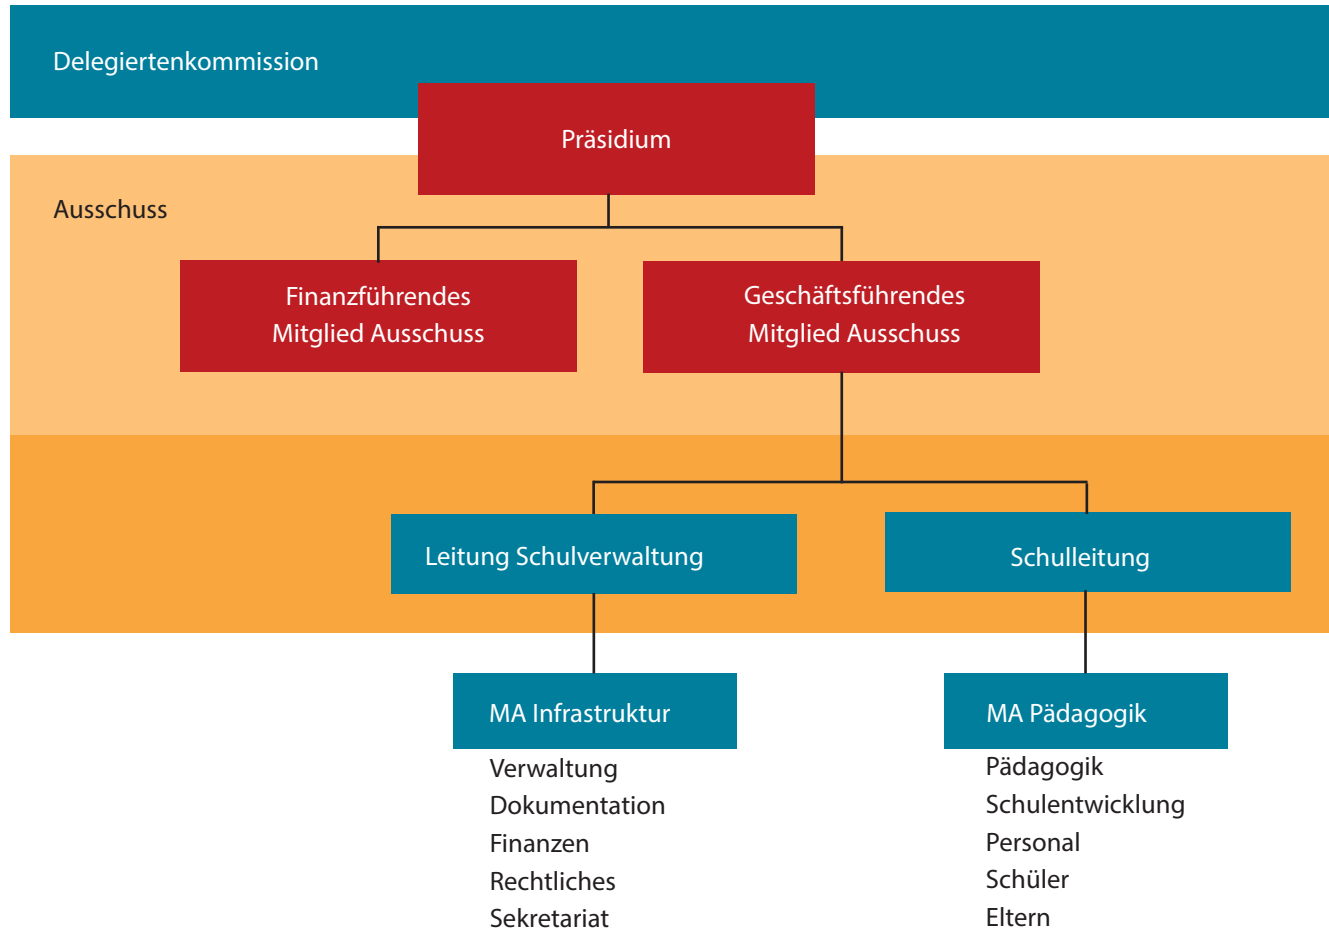 Delegiertenkommission
Präsidium
Ausschuss
Finanzführendes
Mitglied Ausschuss
Geschäftsführendes
Mitglied Ausschuss
Leitung Schulverwaltung
Schulleitung
MA Infrastruktur
Verwaltung
Dokumentation
Finanzen
Rechtliches
Sekretariat
MA Pädagogik
Pädagogik
Schulentwicklung
Personal
Schüler
Eltern